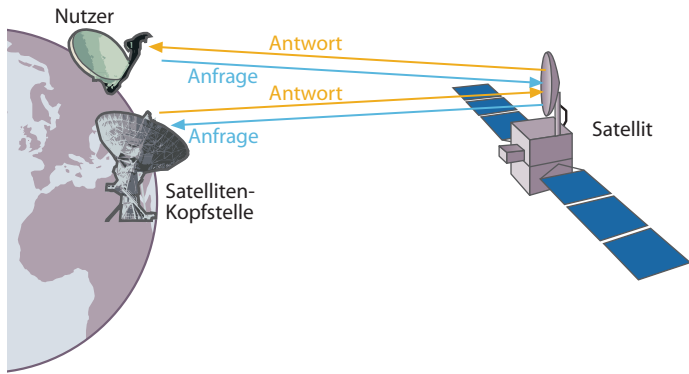 Nutzer
Antwort
Anfrage
Antwort
Anfrage
Satellit
Satelliten-
Kopfstelle